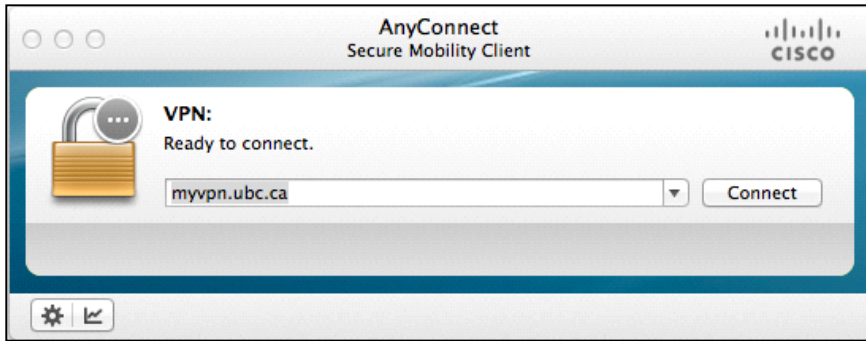 AnyConnect
Secure Mobility Client
CISCO
VPN:
Ready to connect.
myvpn.ubc.ca
Connect